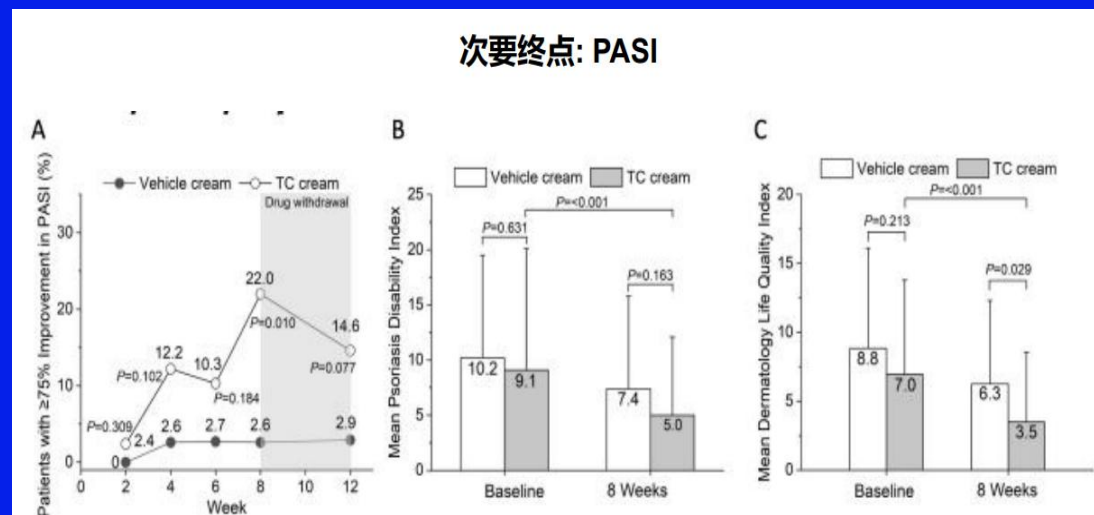 次要终点: PASI
A
Patients with ≥75% Improvement in PASI (%)
Vehicle cream
TC cream
Drug withdrawal
30
20
10
0
22.0
P=0.010
14.6
P=0.077
12.2
P=0.102
10.3
P=0.184
P=0.309
2.4
0
2.6
2.7
2.6
2.9
0
2
4
6
8
10
12
Week
B
Vehicle cream
TC cream
Mean Psoriasis Disability Index
25
20
15
10
5
0
P=<0.001
P=0.631
P=0.163
10.2
9.1
7.4
5.0
Baseline
8 Weeks
C
Vehicle cream
TC cream
Mean Dermatology Life Quality Index
20
15
10
5
0
P=<0.001
P=0.213
P=0.029
8.8
7.0
6.3
3.5
Baseline
8 Weeks